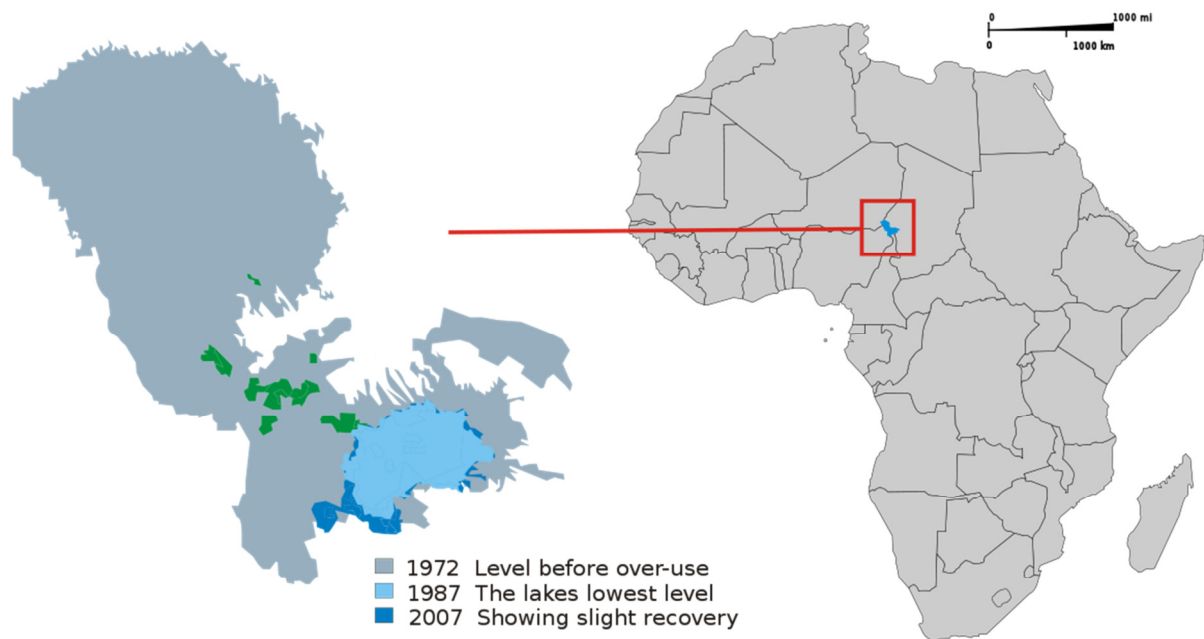 0 1000 mi
0 1000 km
1972 Level before over-use
1987 The lakes lowest level
2007 Showing slight recovery